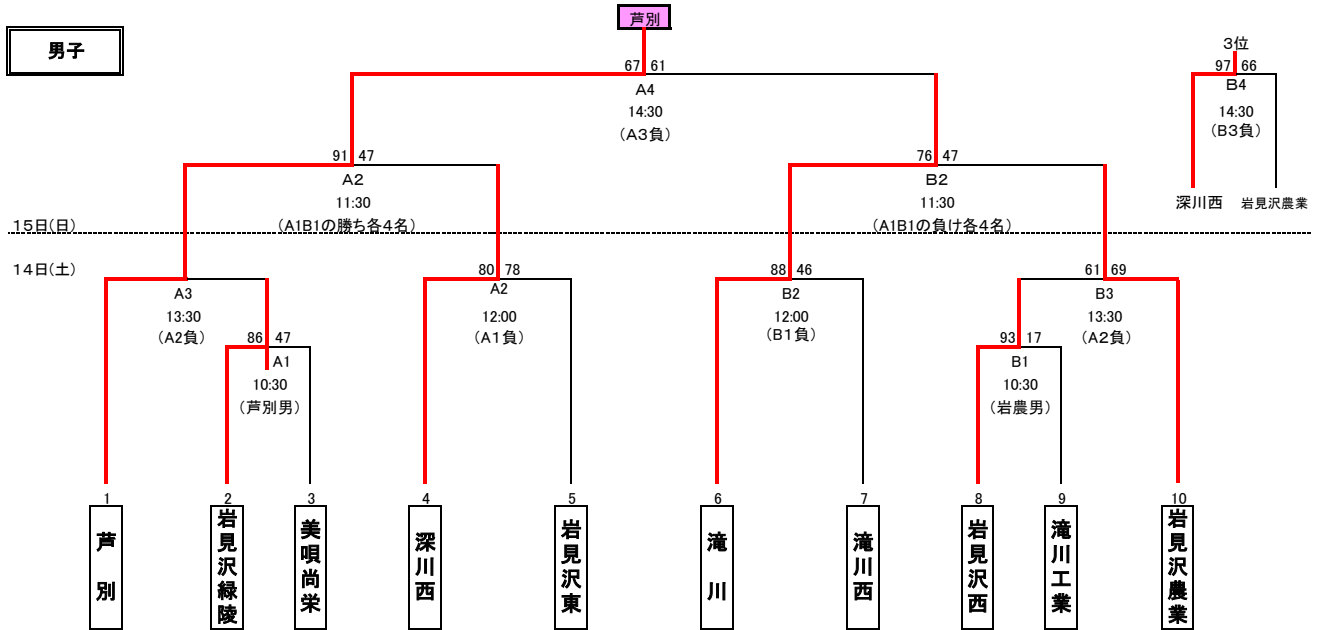 芦別
男子
3位
67 61
97 66
A4
B4
14:30
14:30
(A3負)
(B3負)
91 47
76 47
A2
B2
11:30
11:30
深川西
岩見沢農業
15日(日)
(A1B1の勝ち各4名)
(A1B1の負け各4名)
14日(土)
80 78
88 46
61 69
A3
A2
B2
B3
13:30
12:00
12:00
13:30
(A2負)
(A1負)
(B1負)
(A2負)
86 47
93 17
A1
B1
10:30
10:30
(芦別男)
(岩農男)
1
2
3
4
5
6
7
8
9
10
芦別
岩見沢緑陵
美唄尚栄
深川西
岩見沢東
滝川
滝川西
岩見沢西
滝川工業
岩見沢農業